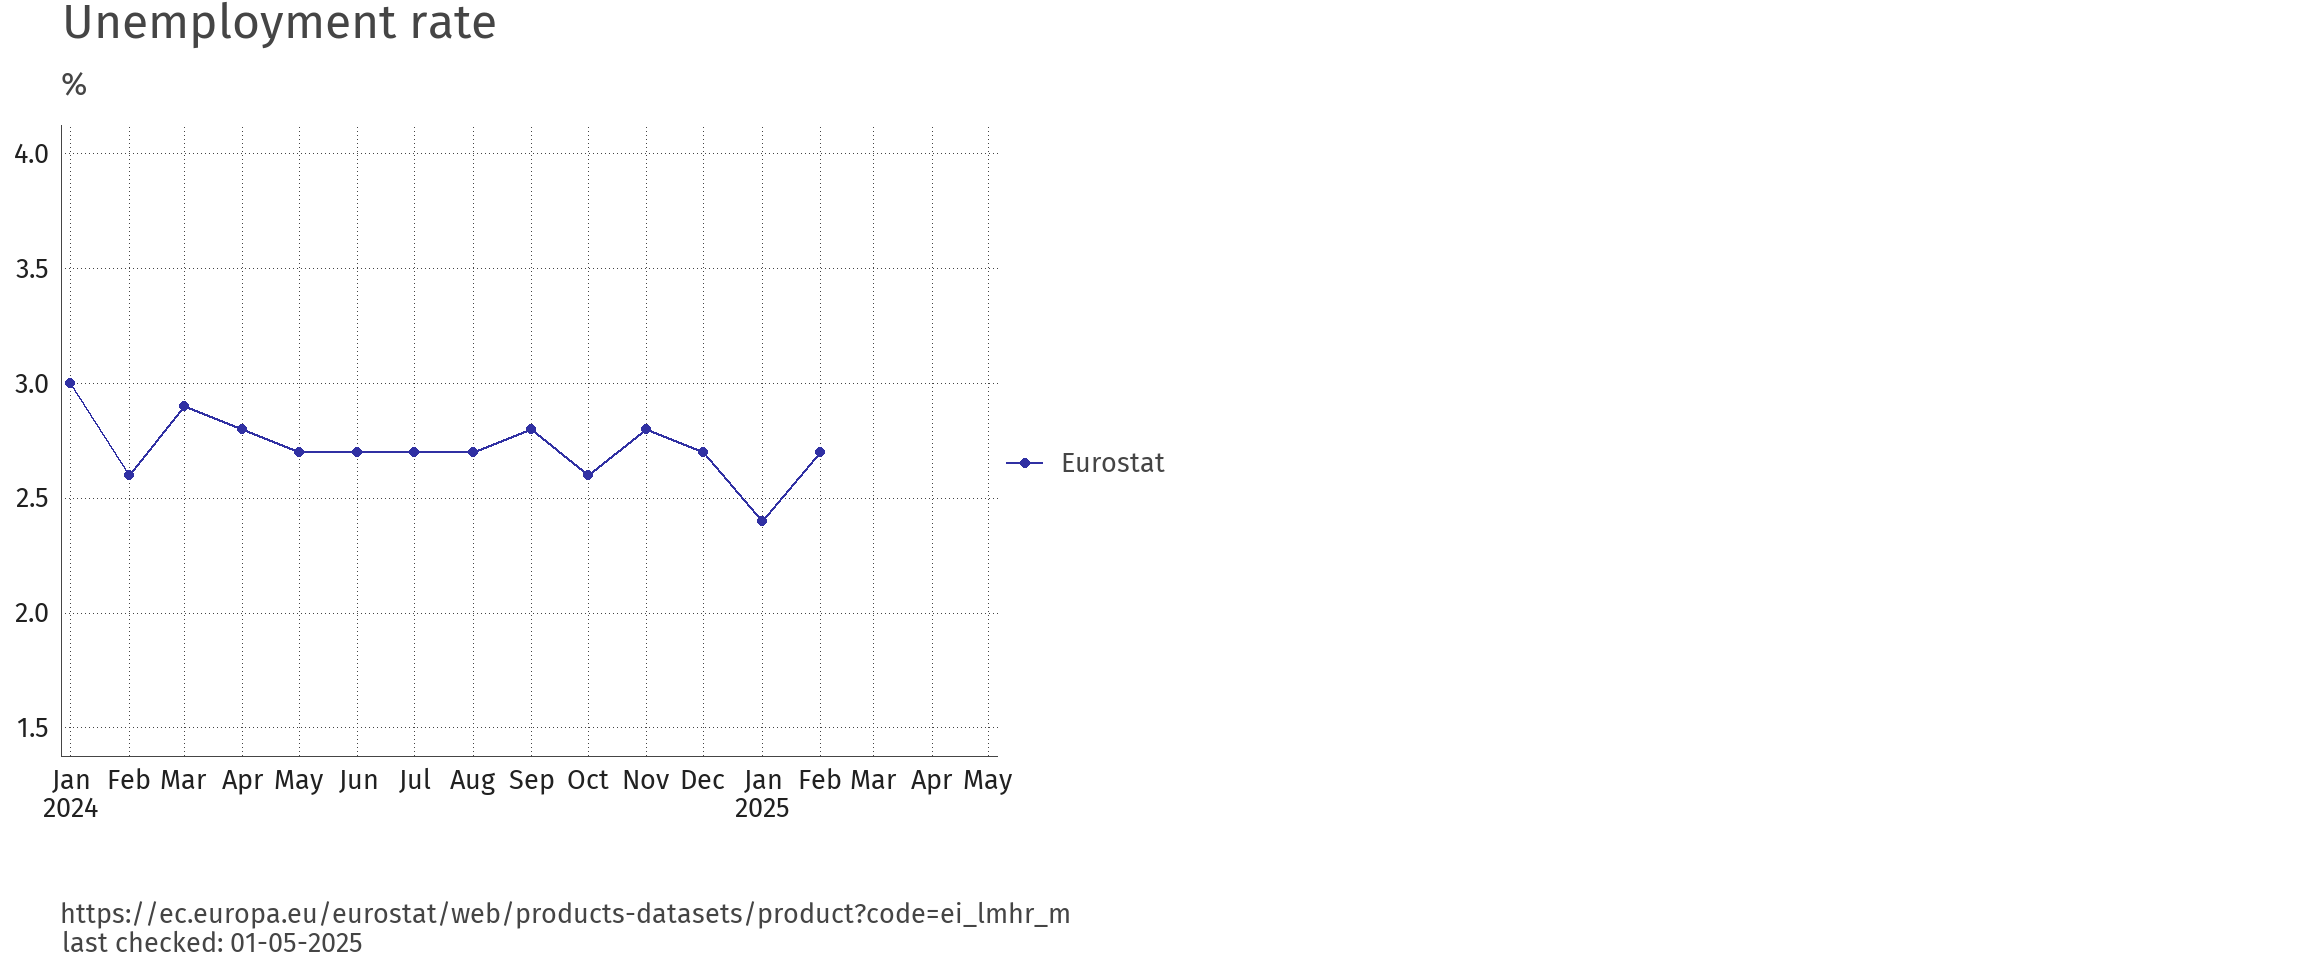 Unemployment rate
%
4.0
3.5
3.0
2.5
2.0
1.5
Jan Feb Mar Apr May Jun Jul Aug Sep Oct Nov Dec Jan Feb Mar Apr May
2024 2025
Eurostat
https://ec.europa.eu/eurostat/web/products-datasets/product?code=ei_lmhr_m
last checked: 01-05-2025